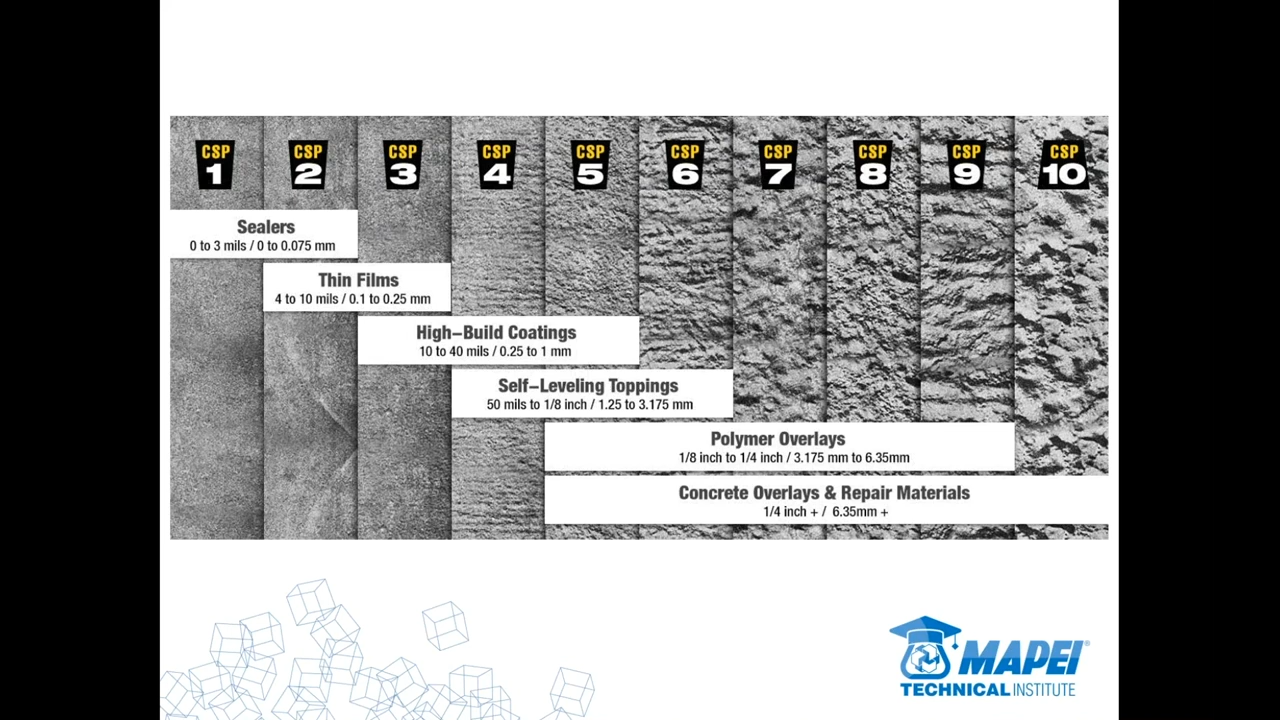 CSP 1
CSP 2
CSP 3
CSP 4
CSP 5
CSP 6
CSP 7
CSP 8
CSP 9
CSP 10
Sealers
0 to 3 mils / 0 to 0.075 mm
Thin Films
4 to 10 mils / 0.1 to 0.25 mm
High–Build Coatings
10 to 40 mils / 0.25 to 1 mm
Self–Leveling Toppings
50 mils to 1/8 inch / 1.25 to 3.175 mm
Polymer Overlays
1/8 inch to 1/4 inch / 3.175 mm to 6.35mm
Concrete Overlays & Repair Materials
1/4 inch + / 6.35mm +
MAPEI®
TECHNICAL INSTITUTE